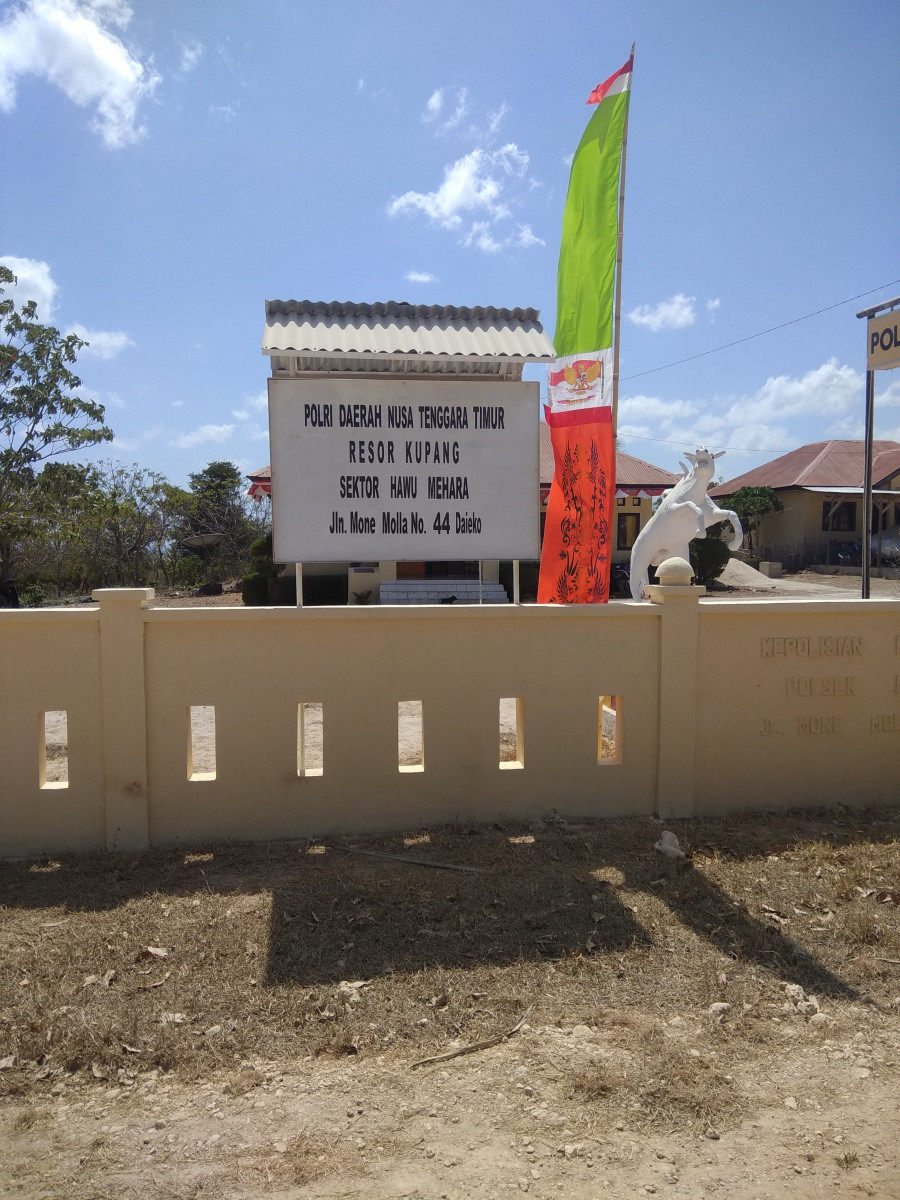 POLRI DAERAH NUSA TENGGARA TIMUR
RESOR KUPANG
SEKTOR HAWU MEHARA
Jln. Mone Molla No. 44 Daieko
POL
KEPOLISIAN
POLSEK
JL. MONE